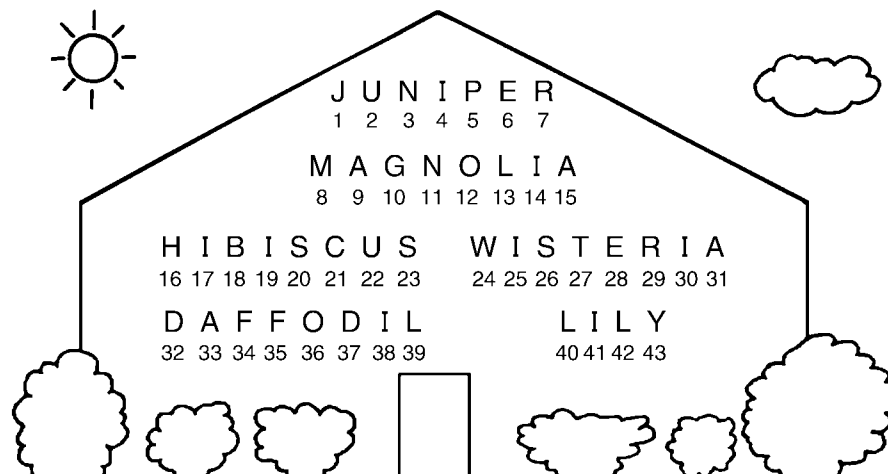 JUNIPER
1 2 3 4 5 6 7
MAGNOLIA
8 9 10 11 12 13 14 15
HIBISCUS WISTERIA
16 17 18 19 20 21 22 23 24 25 26 27 28 29 30 31
DAFFODIL LILY
32 33 34 35 36 37 38 39 40 41 42 43